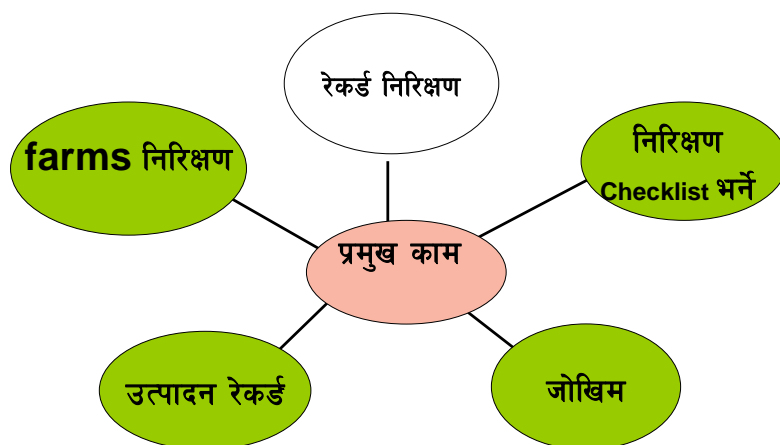 रेकर्ड निरिक्षण
farms निरिक्षण
निरिक्षण
Checklist भर्ने
प्रमुख काम
उत्पादन रेकर्ड
जोखिम